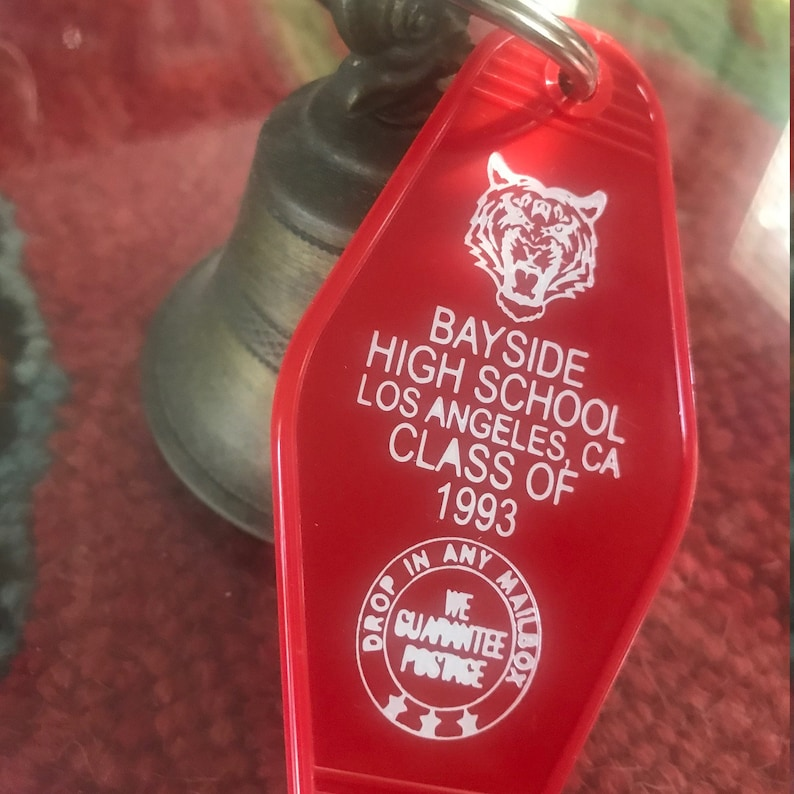 BAYSIDE
HIGH SCHOOL
LOS ANGELES, CA
CLASS OF
1993
DROP IN ANY MAILBOX
WE
GUARANTEE
POSTAGE